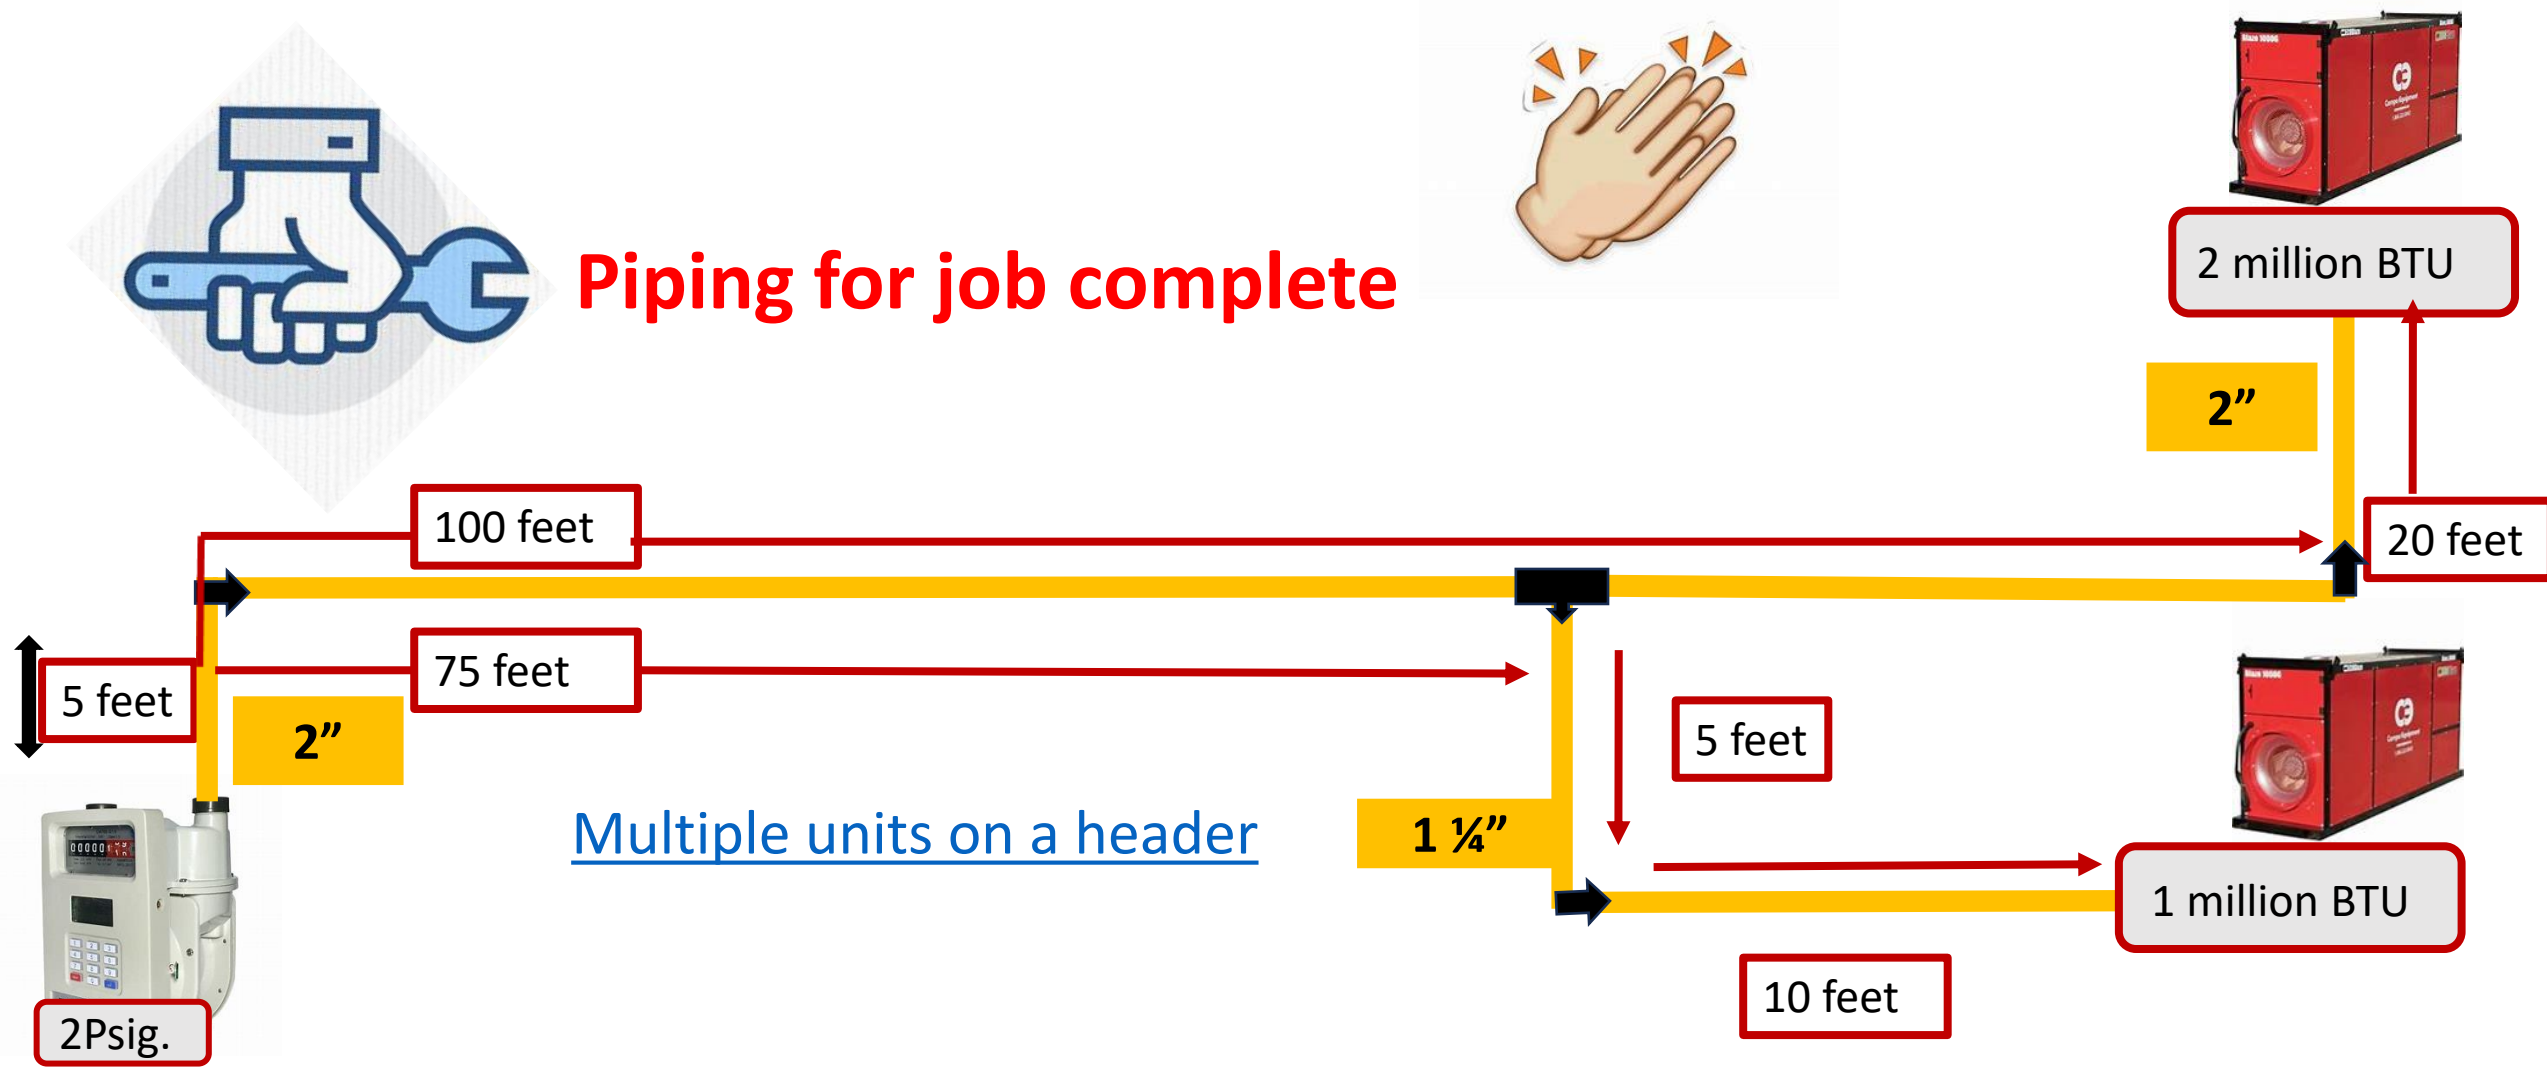 Piping for job complete
2 million BTU
2”
100 feet
20 feet
75 feet
5 feet
2”
5 feet
Multiple units on a header
1 ¼”
1 million BTU
10 feet
2Psig.